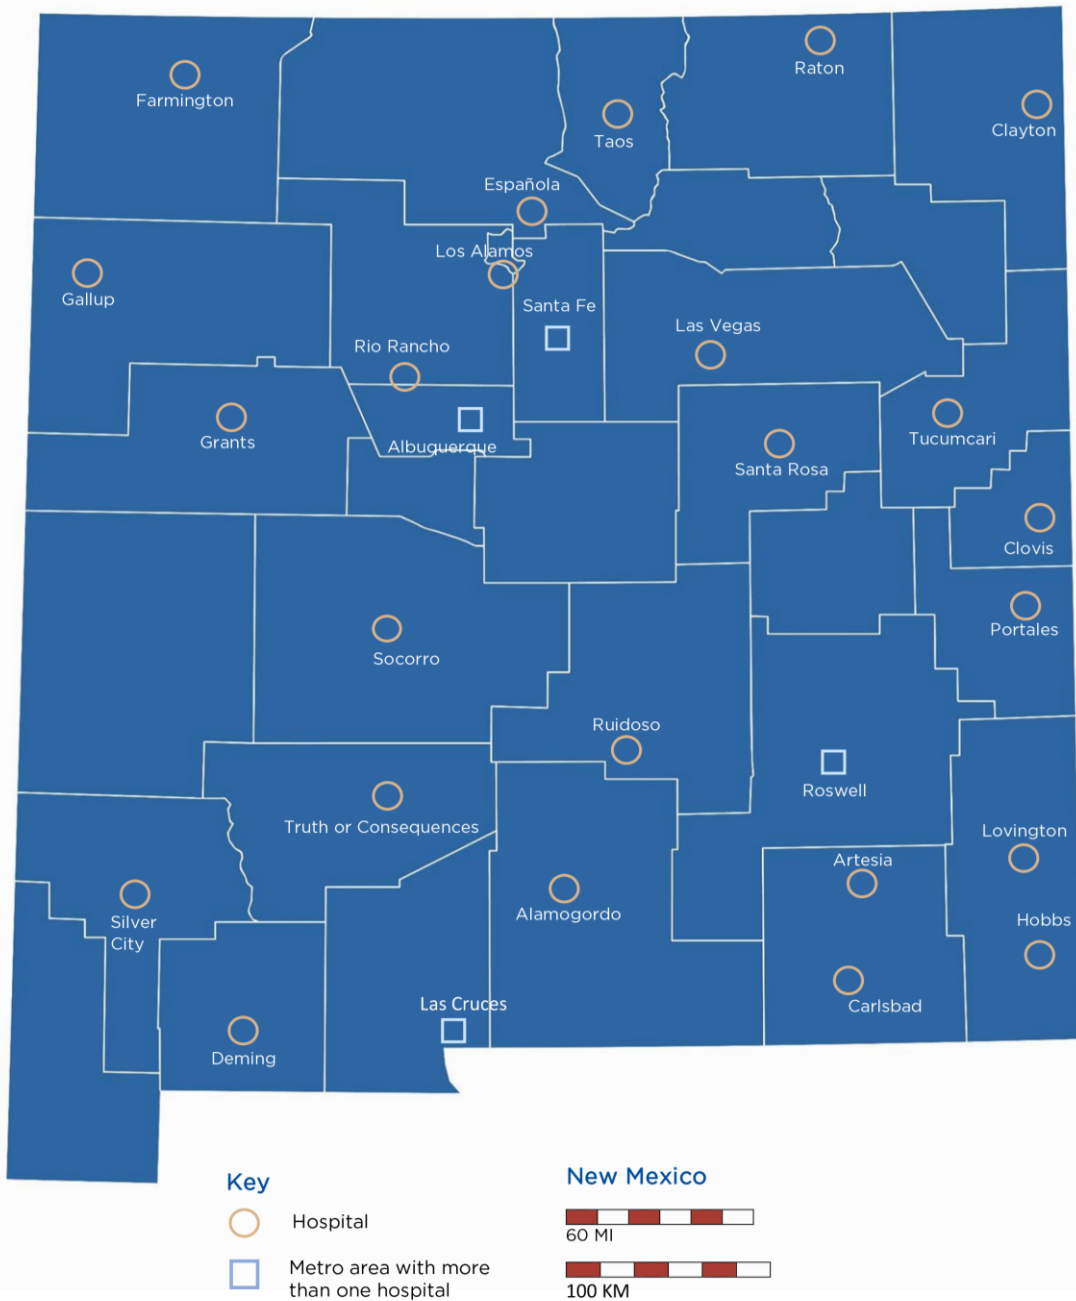 Raton
Farmington
Clayton
Taos
Española
Los Alamos
Gallup
Santa Fe
Las Vegas
Rio Rancho
Grants
Albuquerque
Tucumcari
Santa Rosa
Clovis
Portales
Socorro
Ruidoso
Roswell
Truth or Consequences
Lovington
Artesia
Alamogordo
Silver
City
Hobbs
Las Cruces
Carlsbad
Deming
Key
Hospital
Metro area with more
than one hospital
New Mexico
60 MI
100 KM